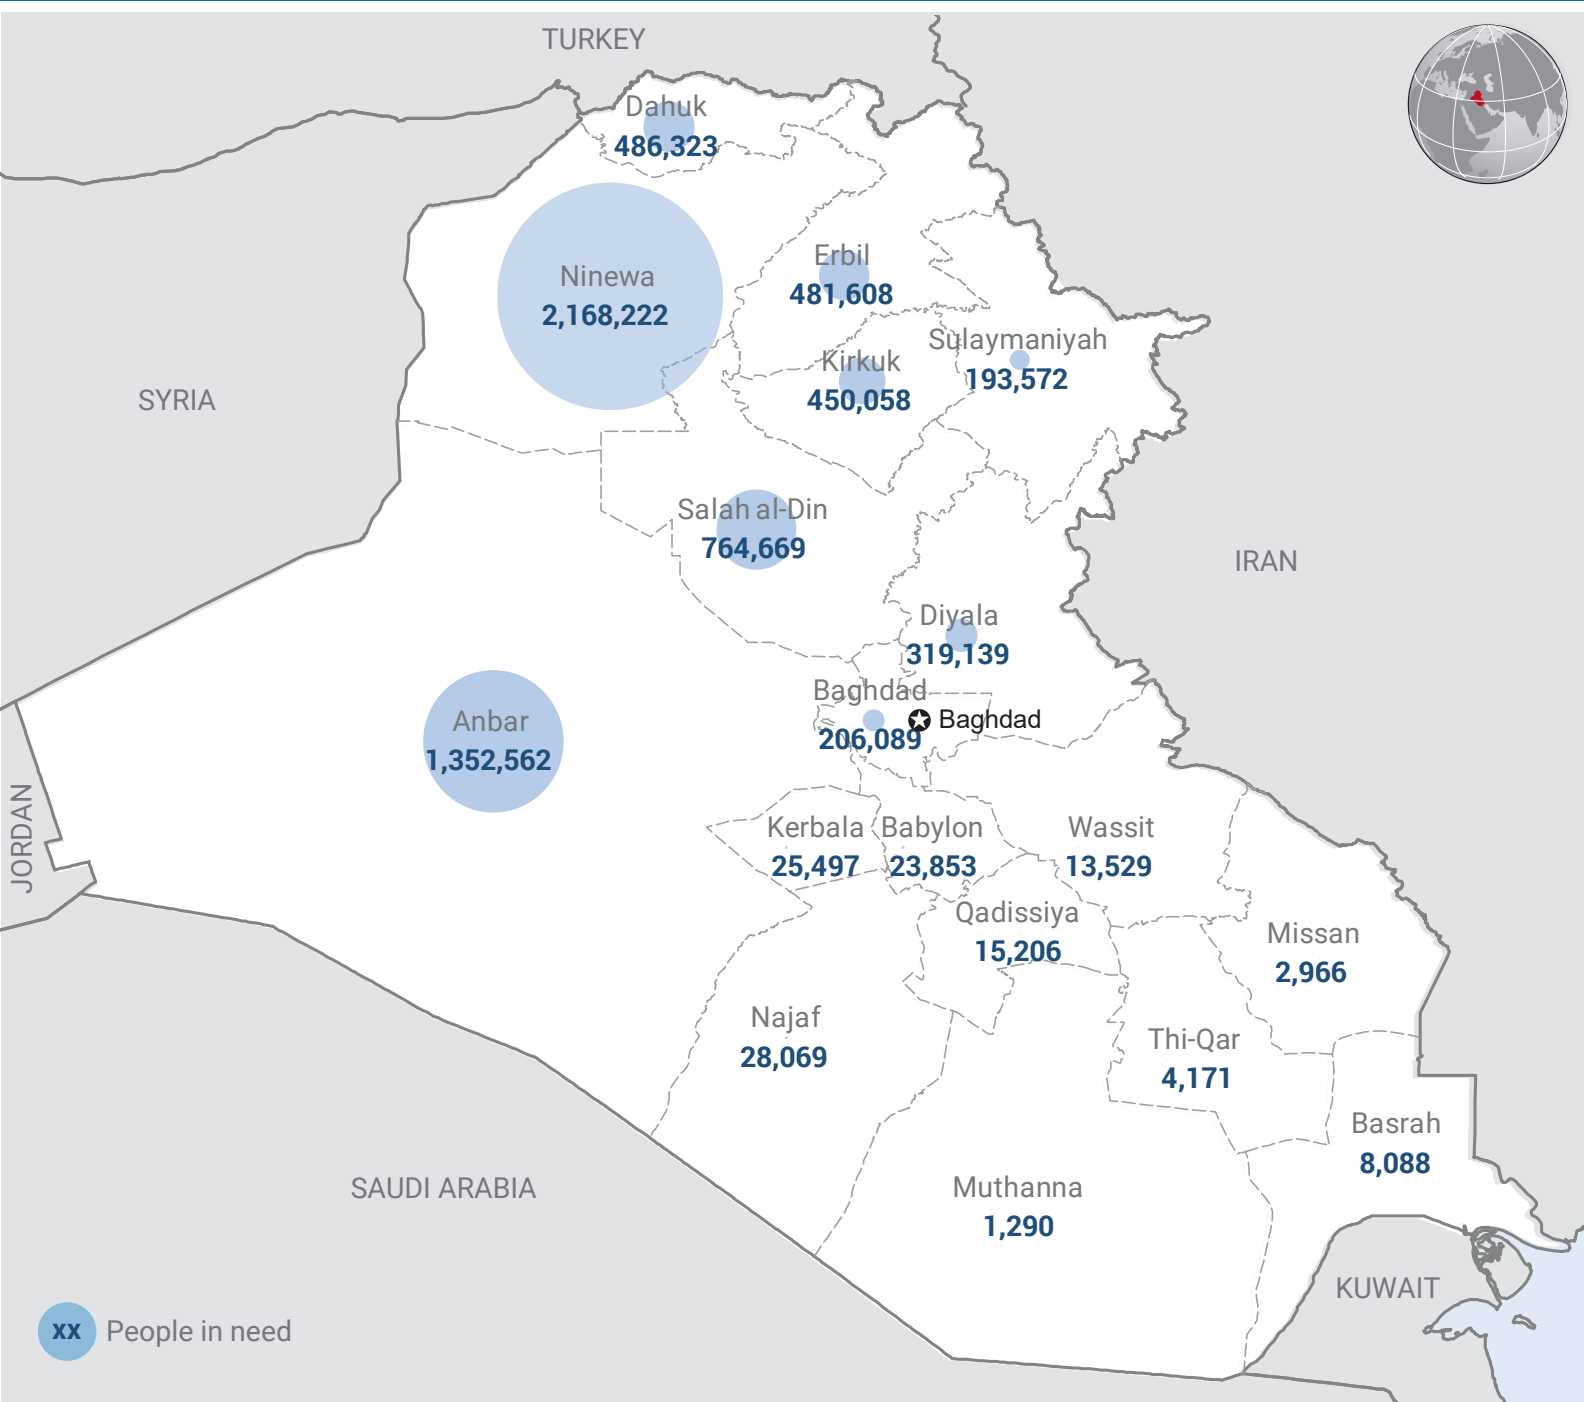 TURKEY
Dahuk
486,323
Ninewa
2,168,222
Erbil
481,608
Sulaymaniyah
193,572
Kirkuk
450,058
SYRIA
Salah al-Din
764,669
IRAN
Diyala
319,139
Baghdad
206,089
Baghdad
Anbar
1,352,562
JORDAN
Kerbala
25,497
Babylon
23,853
Wassit
13,529
Qadissiya
15,206
Missan
2,966
Najaf
28,069
Thi-Qar
4,171
Basrah
8,088
SAUDI ARABIA
Muthanna
1,290
KUWAIT
xx People in need